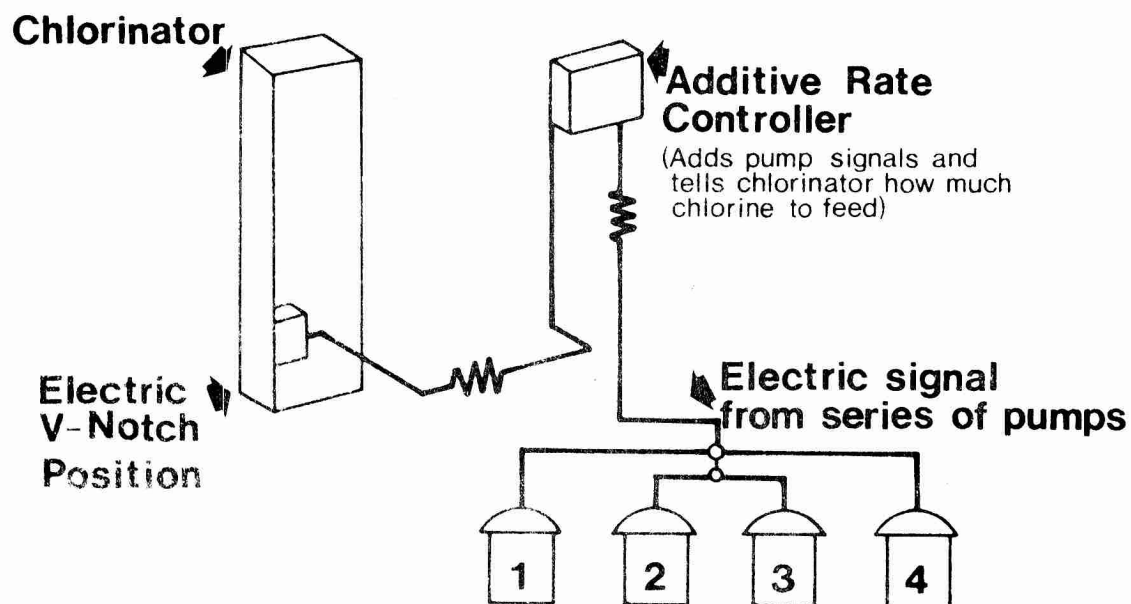 Chlorinator
Additive Rate
Controller
(Adds pump signals and
tells chlorinator how much
chlorine to feed)
Electric
V-Notch
Position
Electric signal
from series of pumps
1 2 3 4